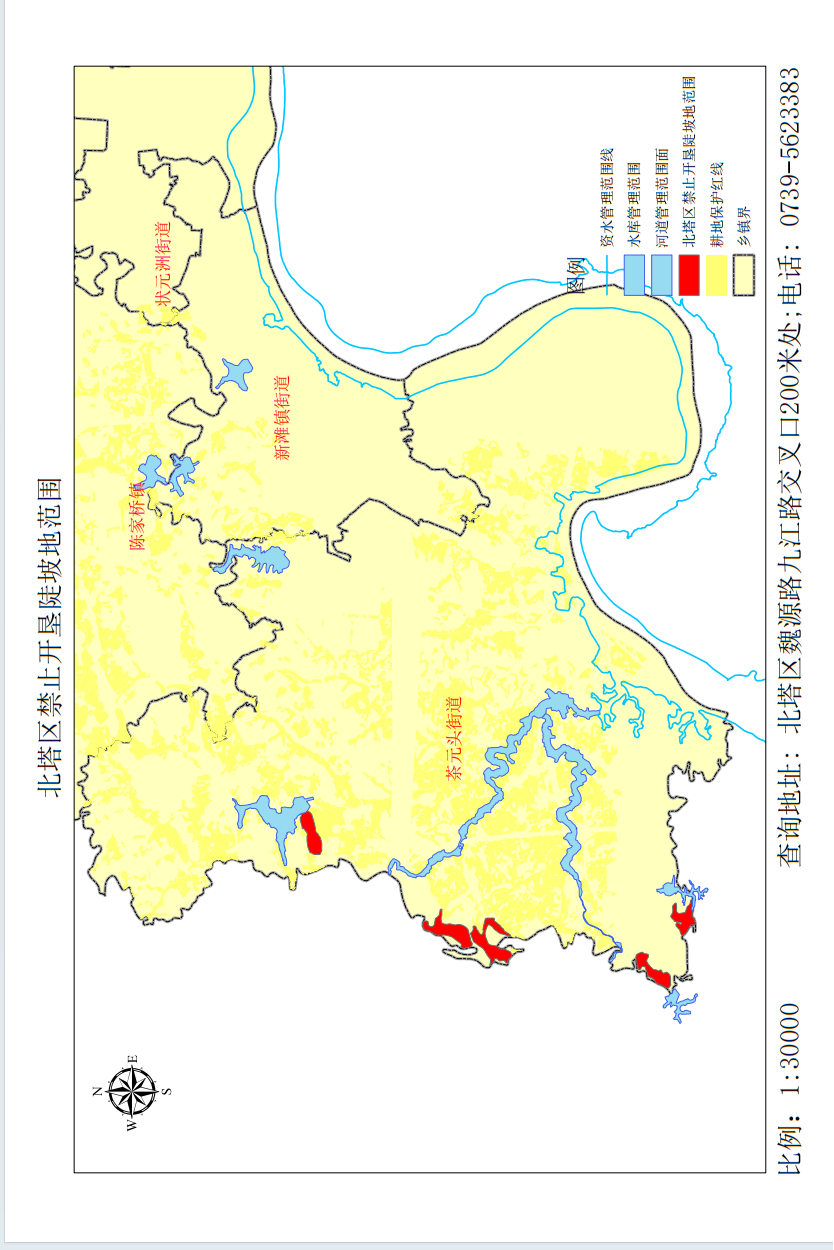 北塔区禁止开垦陡坡地范围
N
W
E
S
状元洲街道
陈家桥镇
新滩镇街道
茶元头街道
图例
资水管理范围线
水库管理范围
河道管理范围面
北塔区禁止开垦陡坡地范围
耕地保护红线
乡镇界
比例：1:30000
查询地址：北塔区魏源路九江路交叉口200米处;电话：0739-5623383